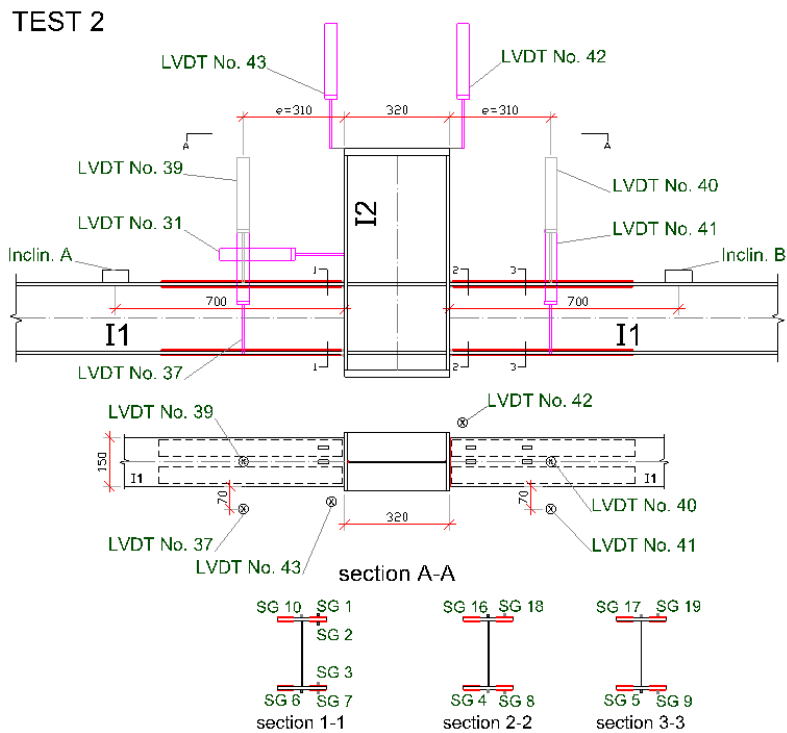 TEST 2
LVDT No. 43
LVDT No. 42
e=310
320
e=310
A
A
LVDT No. 39
LVDT No. 40
I2
LVDT No. 31
LVDT No. 41
Inclin. A
Inclin. B
1
2
3
700
700
I1
I1
1
2
3
LVDT No. 37
LVDT No. 42
LVDT No. 39
150
I1
I1
70
70
LVDT No. 40
320
LVDT No. 37
LVDT No. 43
LVDT No. 41
section A-A
SG 10
SG 1
SG 16
SG 18
SG 17
SG 19
SG 2
SG 3
SG 6
SG 7
SG 4
SG 8
SG 5
SG 9
section 1-1
section 2-2
section 3-3